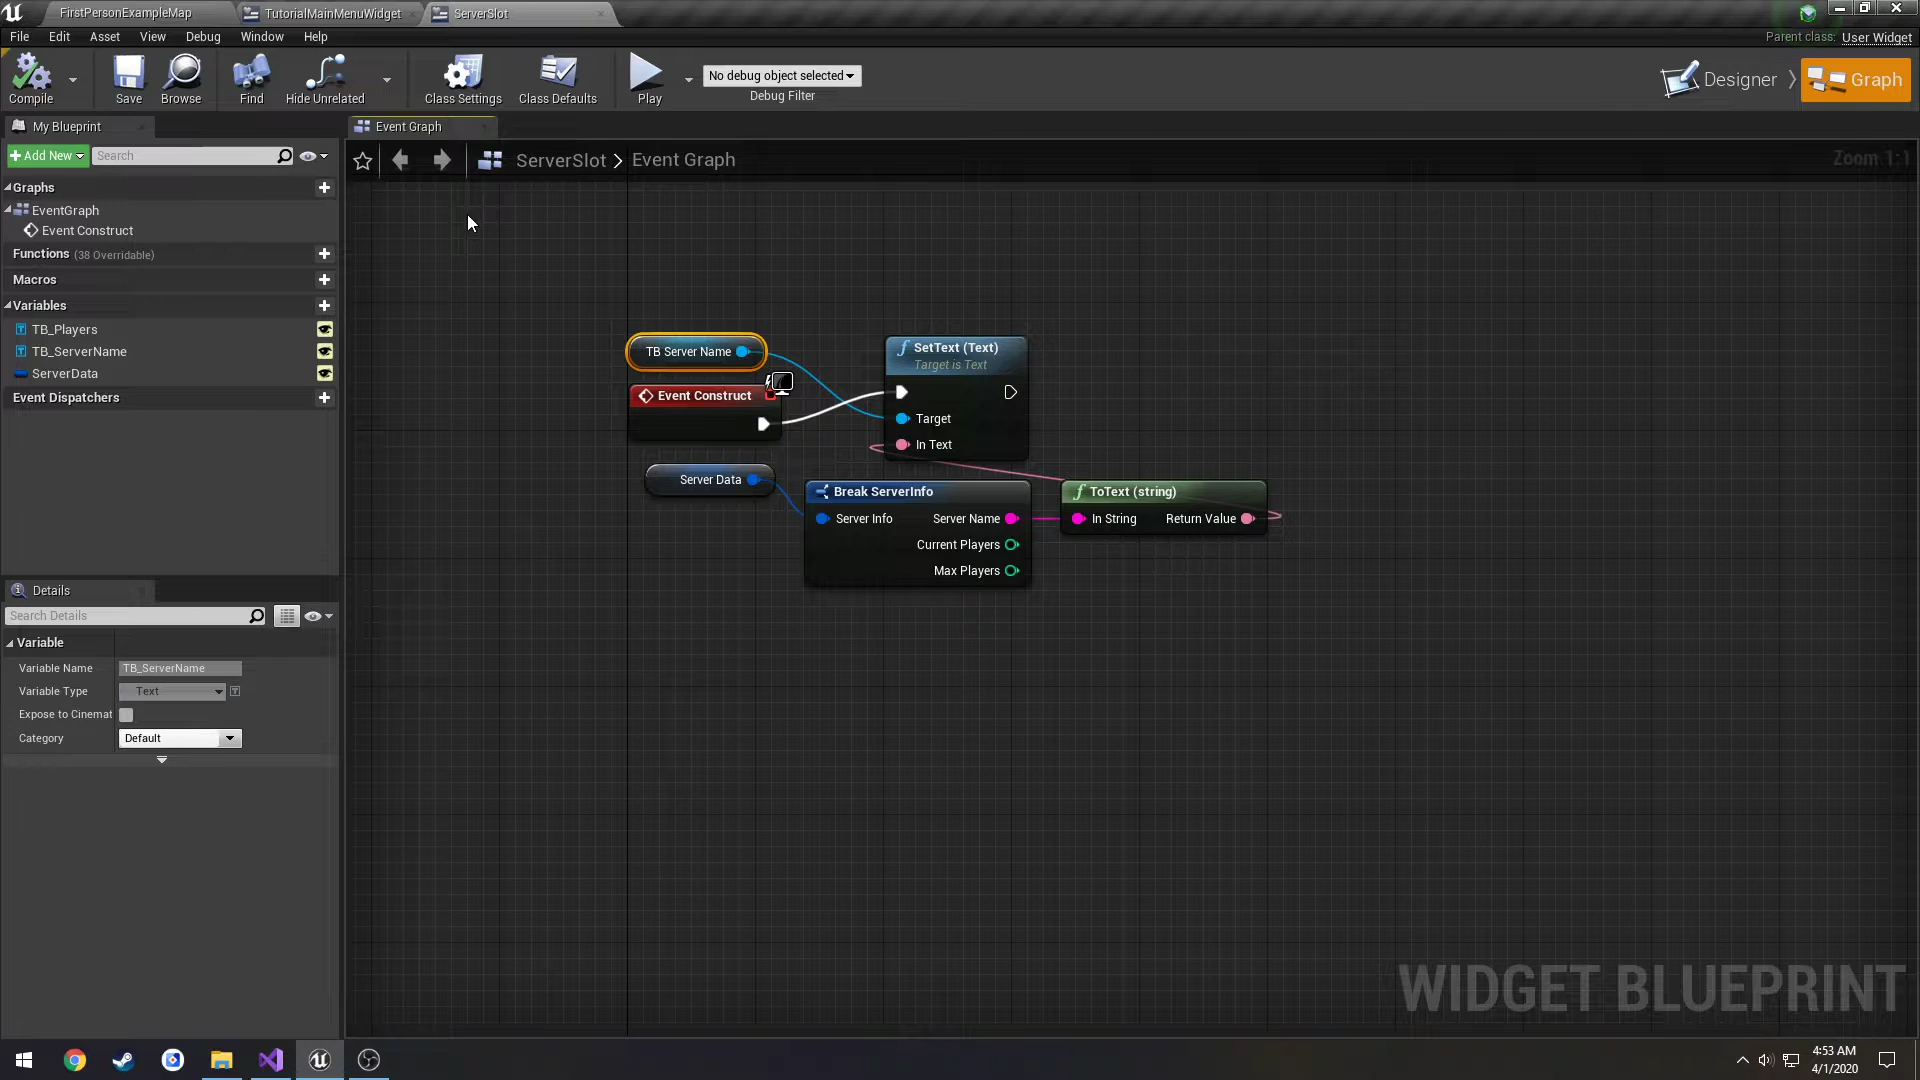 FirstPersonExampleMap
TutorialMainMenuWidget
ServerSlot
File Edit Asset View Debug Window Help
Parent class: User Widget
Compile
Save
Browse
Find
Hide Unrelated
Class Settings
Class Defaults
Play
No debug object selected
Debug Filter
Designer
Graph
My Blueprint
Event Graph
Add New
Search
ServerSlot > Event Graph
Zoom 1:1
Graphs
EventGraph
Event Construct
Functions (38 Overridable)
Macros
Variables
TB_Players
TB_ServerName
ServerData
Event Dispatchers
TB Server Name
SetText (Text)
Target is Text
Event Construct
Target
In Text
Server Data
Break ServerInfo
Server Info
Server Name
Current Players
Max Players
ToText (string)
In String
Return Value
Details
Search Details
Variable
Variable Name TB_ServerName
Variable Type Text
Expose to Cinemat
Category Default
WIDGET BLUEPRINT
4:53 AM
4/1/2020